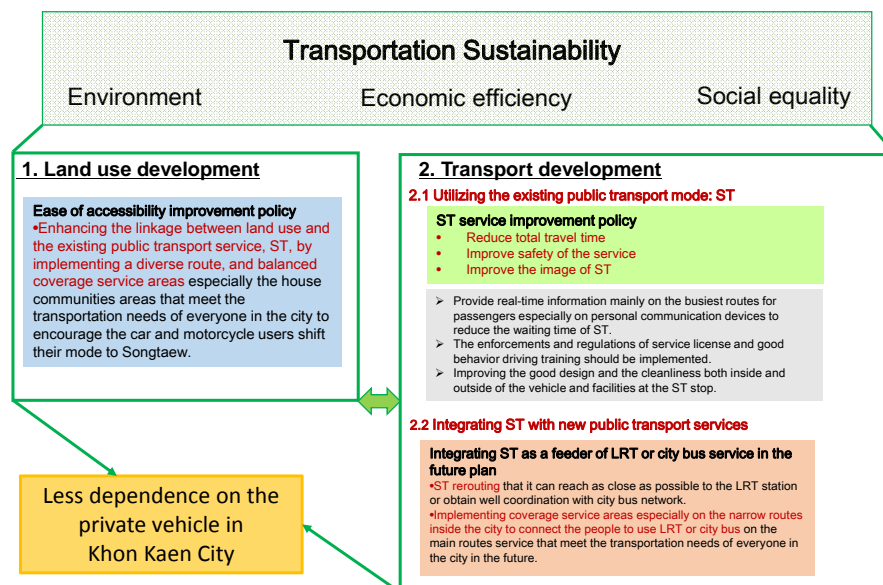 Transportation Sustainability
Environment Economic efficiency Social equality
1. Land use development
Ease of accessibility improvement policy
•Enhancing the linkage between land use and
the existing public transport service, ST, by
implementing a diverse route, and balanced
coverage service areas especially the house
communities areas that meet the
transportation needs of everyone in the city to
encourage the car and motorcycle users shift
their mode to Songtaew.
2. Transport development
2.1 Utilizing the existing public transport mode: ST
ST service improvement policy
• Reduce total travel time
• Improve safety of the service
• Improve the image of ST
➢ Provide real-time information mainly on the busiest routes for
passengers especially on personal communication devices to
reduce the waiting time of ST.
➢ The enforcements and regulations of service license and good
behavior driving training should be implemented.
➢ Improving the good design and the cleanliness both inside and
outside of the vehicle and facilities at the ST stop.
2.2 Integrating ST with new public transport services
Integrating ST as a feeder of LRT or city bus service in the
future plan
•ST rerouting that it can reach as close as possible to the LRT station
or obtain well coordination with city bus network.
•Implementing coverage service areas especially on the narrow routes
inside the city to connect the people to use LRT or city bus on the
main routes service that meet the transportation needs of everyone in
the city in the future.
Less dependence on the
private vehicle in
Khon Kaen City